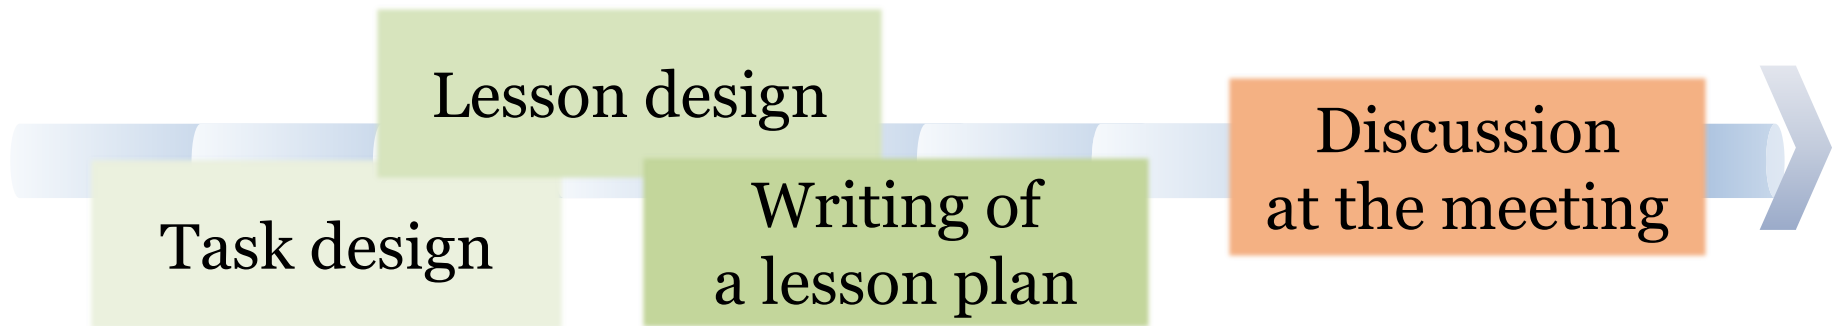 Task design
Lesson design
Writing of
a lesson plan
Discussion
at the meeting